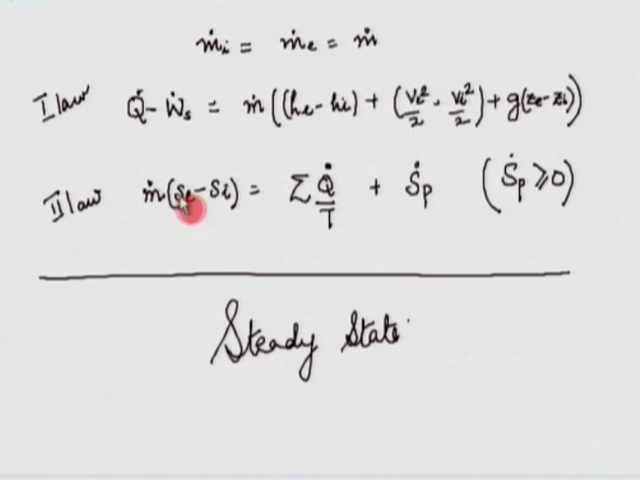 ṁi = ṁe = ṁ
I law Q̇ - Ẇs = ṁ((he - hi) + (Ve²/2 - Vi²/2) + g(ze - zi))
II law ṁ(se - si) = Σ Q̇/T + Ṡp (Ṡp ⩾ 0)
Steady State